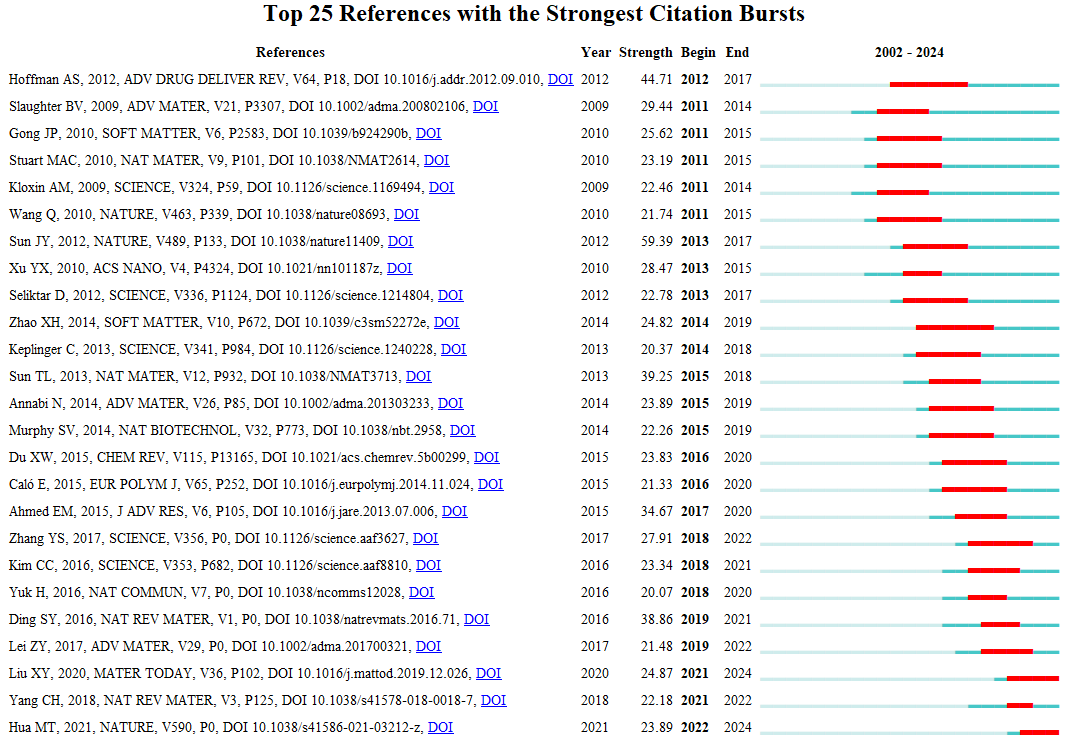 Top 25 References with the Strongest Citation Bursts
References Year Strength Begin End 2002 - 2024
Hoffman AS, 2012, ADV DRUG DELIVER REV, V64, P18, DOI 10.1016/j.addr.2012.09.010, DOI 2012 44.71 2012 2017
Slaughter BV, 2009, ADV MATER, V21, P3307, DOI 10.1002/adma.200802106, DOI 2009 29.44 2011 2014
Gong JP, 2010, SOFT MATTER, V6, P2583, DOI 10.1039/b924290b, DOI 2010 25.62 2011 2015
Stuart MAC, 2010, NAT MATER, V9, P101, DOI 10.1038/NMAT2614, DOI 2010 23.19 2011 2015
Kloxin AM, 2009, SCIENCE, V324, P59, DOI 10.1126/science.1169494, DOI 2009 22.46 2011 2014
Wang Q, 2010, NATURE, V463, P339, DOI 10.1038/nature08693, DOI 2010 21.74 2011 2015
Sun JY, 2012, NATURE, V489, P133, DOI 10.1038/nature11409, DOI 2012 59.39 2013 2017
Xu YX, 2010, ACS NANO, V4, P4324, DOI 10.1021/nn101187z, DOI 2010 28.47 2013 2015
Seliktar D, 2012, SCIENCE, V336, P1124, DOI 10.1126/science.1214804, DOI 2012 22.78 2013 2017
Zhao XH, 2014, SOFT MATTER, V10, P672, DOI 10.1039/c3sm52272e, DOI 2014 24.82 2014 2019
Keplinger C, 2013, SCIENCE, V341, P984, DOI 10.1126/science.1240228, DOI 2013 20.37 2014 2018
Sun TL, 2013, NAT MATER, V12, P932, DOI 10.1038/NMAT3713, DOI 2013 39.25 2015 2018
Annabi N, 2014, ADV MATER, V26, P85, DOI 10.1002/adma.201303233, DOI 2014 23.89 2015 2019
Murphy SV, 2014, NAT BIOTECHNOL, V32, P773, DOI 10.1038/nbt.2958, DOI 2014 22.26 2015 2019
Du XW, 2015, CHEM REV, V115, P13165, DOI 10.1021/acs.chemrev.5b00299, DOI 2015 23.83 2016 2020
Caló E, 2015, EUR POLYM J, V65, P252, DOI 10.1016/j.eurpolymj.2014.11.024, DOI 2015 21.33 2016 2020
Ahmed EM, 2015, J ADV RES, V6, P105, DOI 10.1016/j.jare.2013.07.006, DOI 2015 34.67 2017 2020
Zhang YS, 2017, SCIENCE, V356, P0, DOI 10.1126/science.aaf3627, DOI 2017 27.91 2018 2022
Kim CC, 2016, SCIENCE, V353, P682, DOI 10.1126/science.aaf8810, DOI 2016 23.34 2018 2021
Yuk H, 2016, NAT COMMUN, V7, P0, DOI 10.1038/ncomms12028, DOI 2016 20.07 2018 2020
Ding SY, 2016, NAT REV MATER, V1, P0, DOI 10.1038/natrevmats.2016.71, DOI 2016 38.86 2019 2021
Lei ZY, 2017, ADV MATER, V29, P0, DOI 10.1002/adma.201700321, DOI 2017 21.48 2019 2022
Liu XY, 2020, MATER TODAY, V36, P102, DOI 10.1016/j.mattod.2019.12.026, DOI 2020 24.87 2021 2024
Yang CH, 2018, NAT REV MATER, V3, P125, DOI 10.1038/s41578-018-0018-7, DOI 2018 22.18 2021 2022
Hua MT, 2021, NATURE, V590, P0, DOI 10.1038/s41586-021-03212-z, DOI 2021 23.89 2022 2024